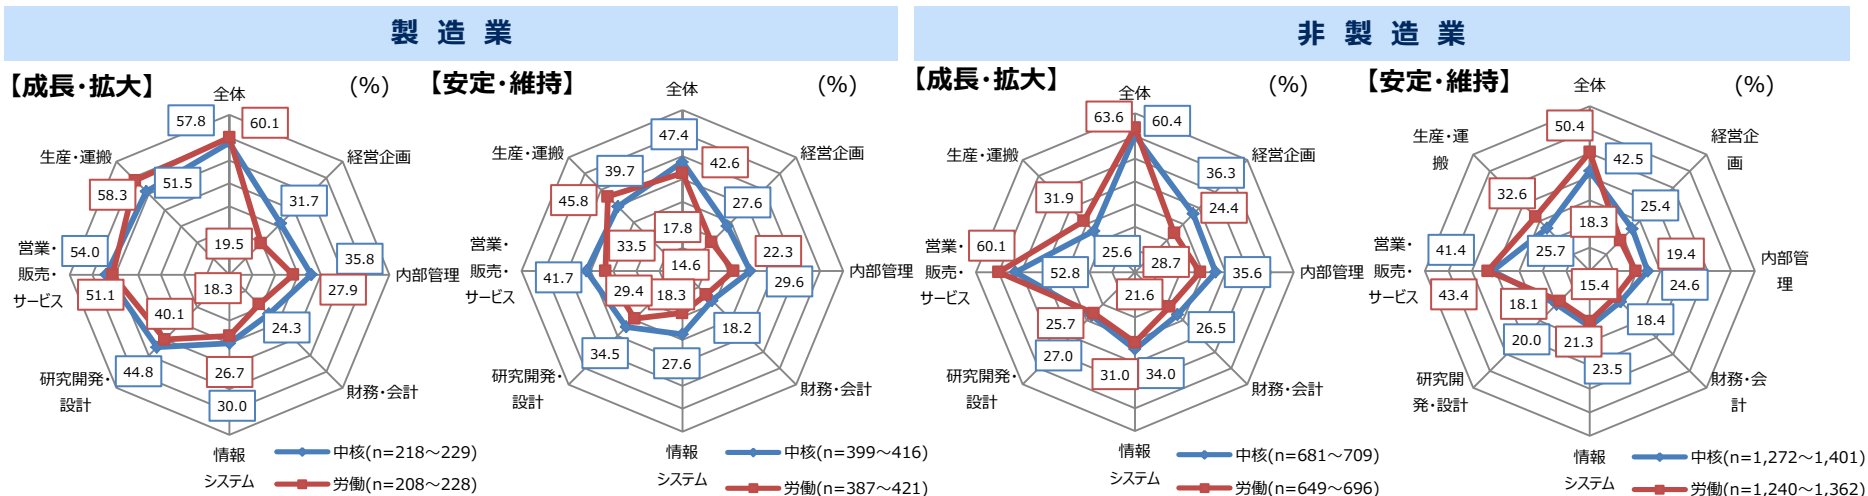 製造業
非製造業
【成長・拡大】
(%)
全体
57.8
60.1
生産・運搬
経営企画
58.3
51.5
31.7
営業・
販売・
サービス
54.0
19.5
35.8
内部管理
51.1
18.3
27.9
40.1
24.3
研究開発・
設計
44.8
26.7
財務・会計
30.0
情報
システム
中核(n=218～229)
労働(n=208～228)
【安定・維持】
(%)
全体
47.4
42.6
生産・運搬
経営企画
39.7
45.8
27.6
営業・
販売・
サービス
33.5
17.8
22.3
41.7
14.6
内部管理
29.4
18.3
29.6
34.5
18.2
研究開発・
設計
27.6
財務・会計
情報
システム
中核(n=399～416)
労働(n=387～421)
【成長・拡大】
(%)
全体
63.6
60.4
生産・運搬
経営企画
36.3
31.9
24.4
営業・
販売・
サービス
60.1
25.6
28.7
52.8
35.6
内部管理
21.6
25.7
26.5
27.0
研究開発・
設計
31.0
34.0
財務・会計
情報
システム
中核(n=681～709)
労働(n=649～696)
【安定・維持】
(%)
全体
50.4
42.5
生産・運
搬
経営企
画
32.6
18.3
25.4
営業・
販売・
サービス
41.4
25.7
19.4
内部管
理
43.4
15.4
24.6
18.1
18.4
20.0
21.3
23.5
研究開
発・設計
財務・会
計
情報
システム
中核(n=1,272～1,401)
労働(n=1,240～1,362)